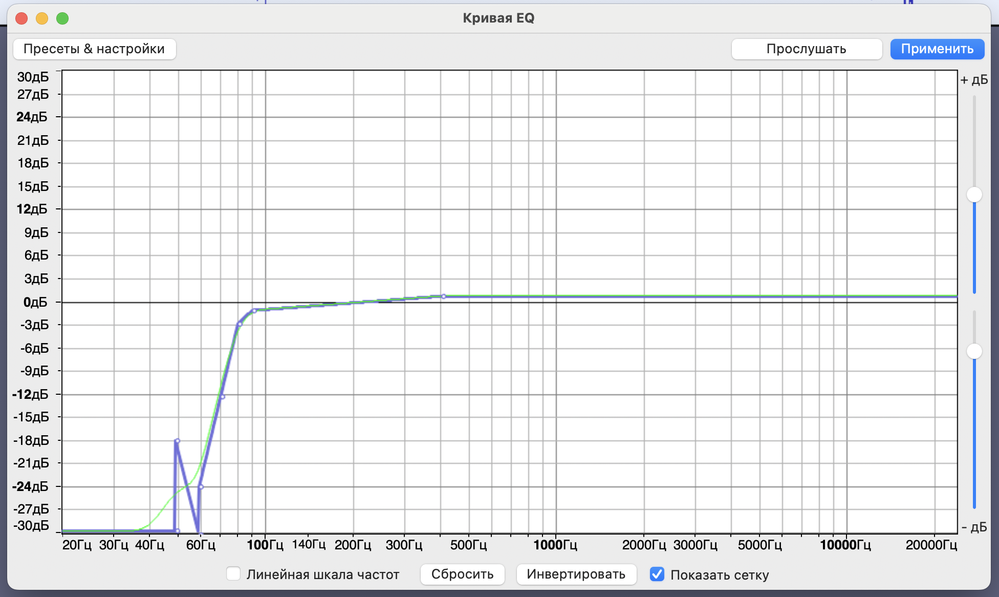 Кривая EQ
Пресеты & настройки
Прослушать
Применить
30дБ
27дБ
24дБ
21дБ
18дБ
15дБ
12дБ
9дБ
6дБ
3дБ
0дБ
-3дБ
-6дБ
-9дБ
-12дБ
-15дБ
-18дБ
-21дБ
-24дБ
-27дБ
-30дБ
+ дБ
- дБ
20Гц 30Гц 40Гц 60Гц 100Гц 140Гц 200Гц 300Гц 500Гц 1000Гц 2000Гц 3000Гц 5000Гц 10000Гц 20000Гц
Линейная шкала частот
Сбросить
Инвертировать
Показать сетку